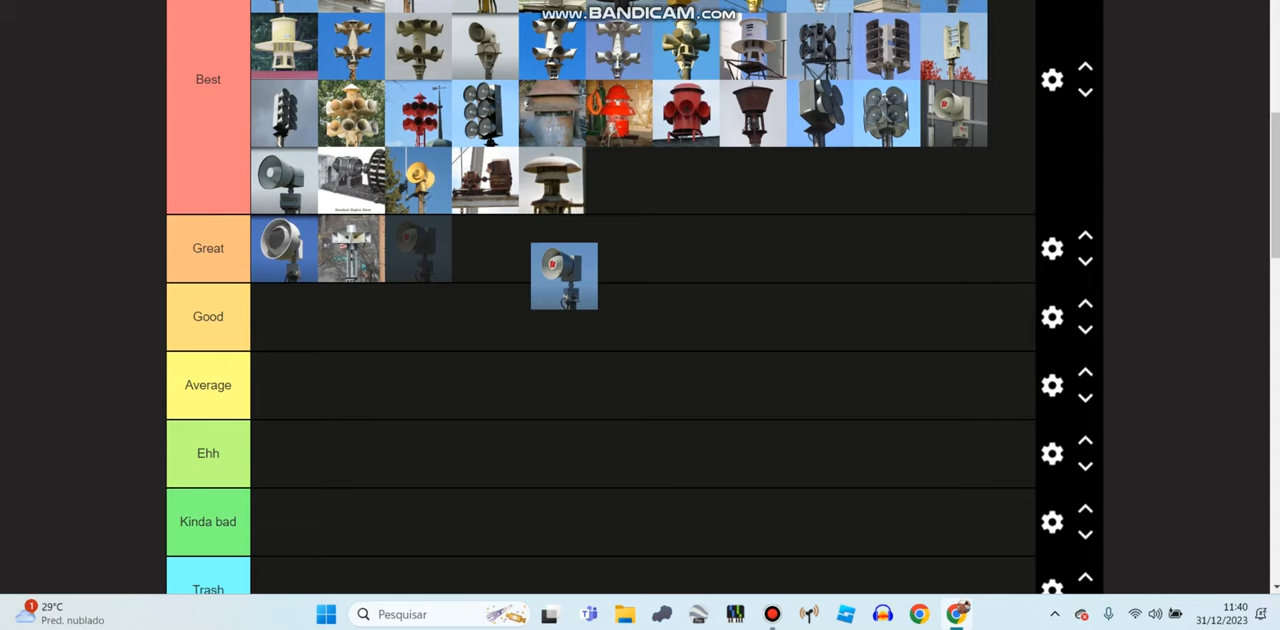 www.BANDICAM.com
Best
Great
Good
Average
Ehh
Kinda bad
Trash
1
29°C
Pred. nublado
Pesquisar
11:40
31/12/2023